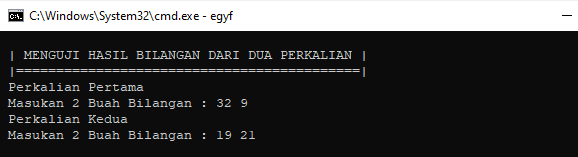 C:\Windows\System32\cmd.exe - egyf
| MENGUJI HASIL BILANGAN DARI DUA PERKALIAN |
|===========================================|
Perkalian Pertama
Masukan 2 Buah Bilangan : 32 9
Perkalian Kedua
Masukan 2 Buah Bilangan : 19 21